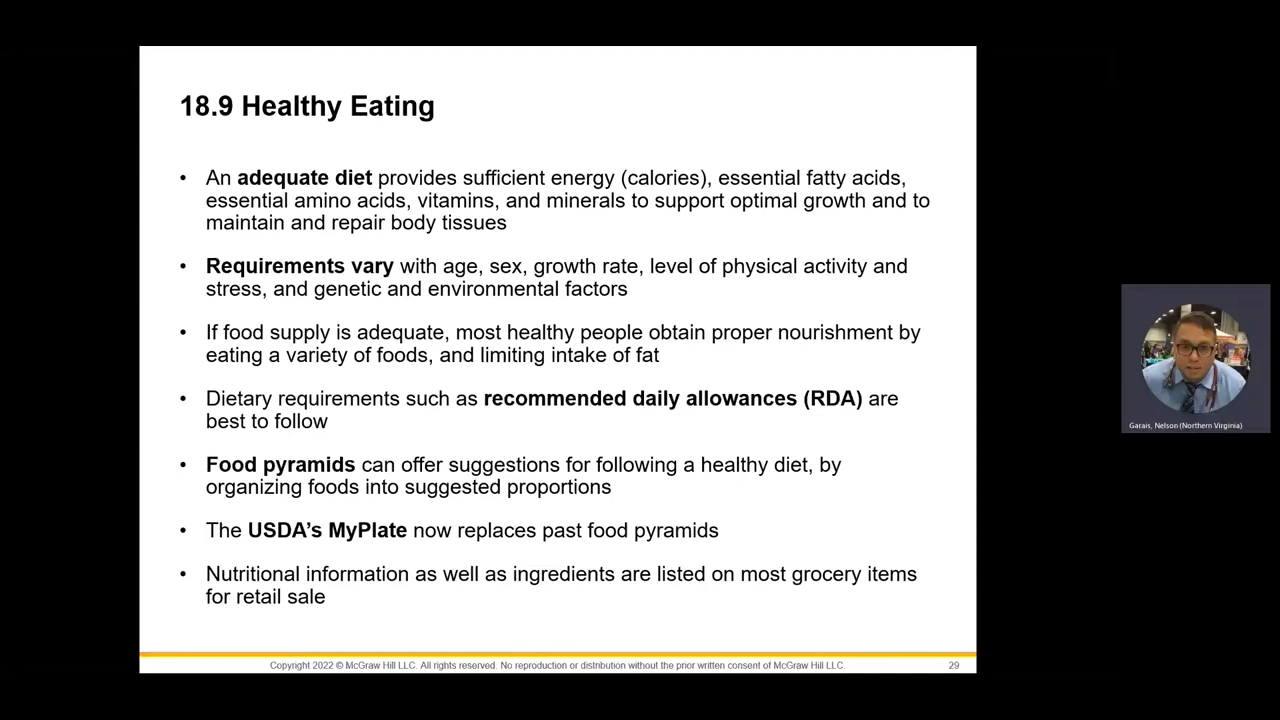 18.9 Healthy Eating
• An adequate diet provides sufficient energy (calories), essential fatty acids,
essential amino acids, vitamins, and minerals to support optimal growth and to
maintain and repair body tissues
• Requirements vary with age, sex, growth rate, level of physical activity and
stress, and genetic and environmental factors
• If food supply is adequate, most healthy people obtain proper nourishment by
eating a variety of foods, and limiting intake of fat
• Dietary requirements such as recommended daily allowances (RDA) are
best to follow
• Food pyramids can offer suggestions for following a healthy diet, by
organizing foods into suggested proportions
• The USDA’s MyPlate now replaces past food pyramids
• Nutritional information as well as ingredients are listed on most grocery items
for retail sale
Copyright 2022 © McGraw Hill LLC. All rights reserved. No reproduction or distribution without the prior written consent of McGraw Hill LLC.
29
Garais, Nelson (Northern Virginia)